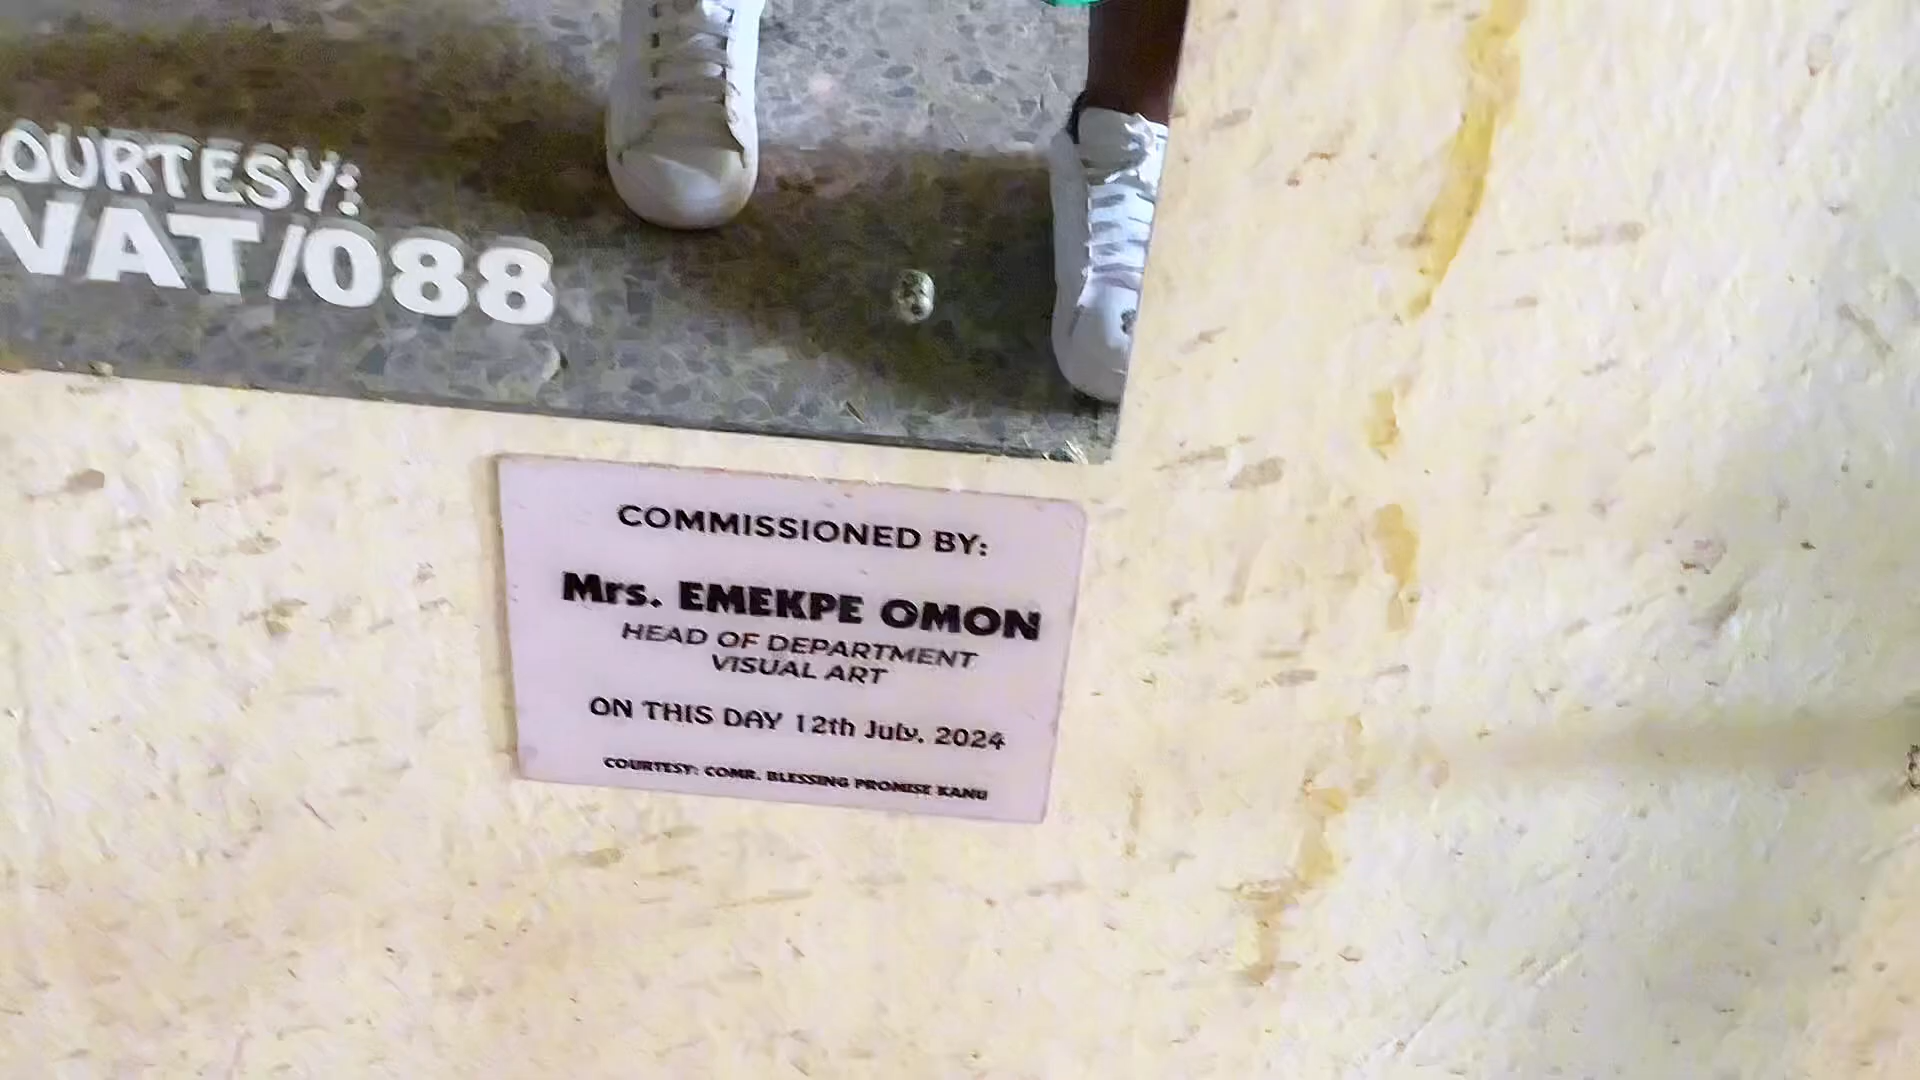 OURTESY:
VAT/088
COMMISSIONED BY:
Mrs. EMEKPE OMON
HEAD OF DEPARTMENT
VISUAL ART
ON THIS DAY 12th July, 2024
COURTESY: COMR. BLESSING PROMISE KANU